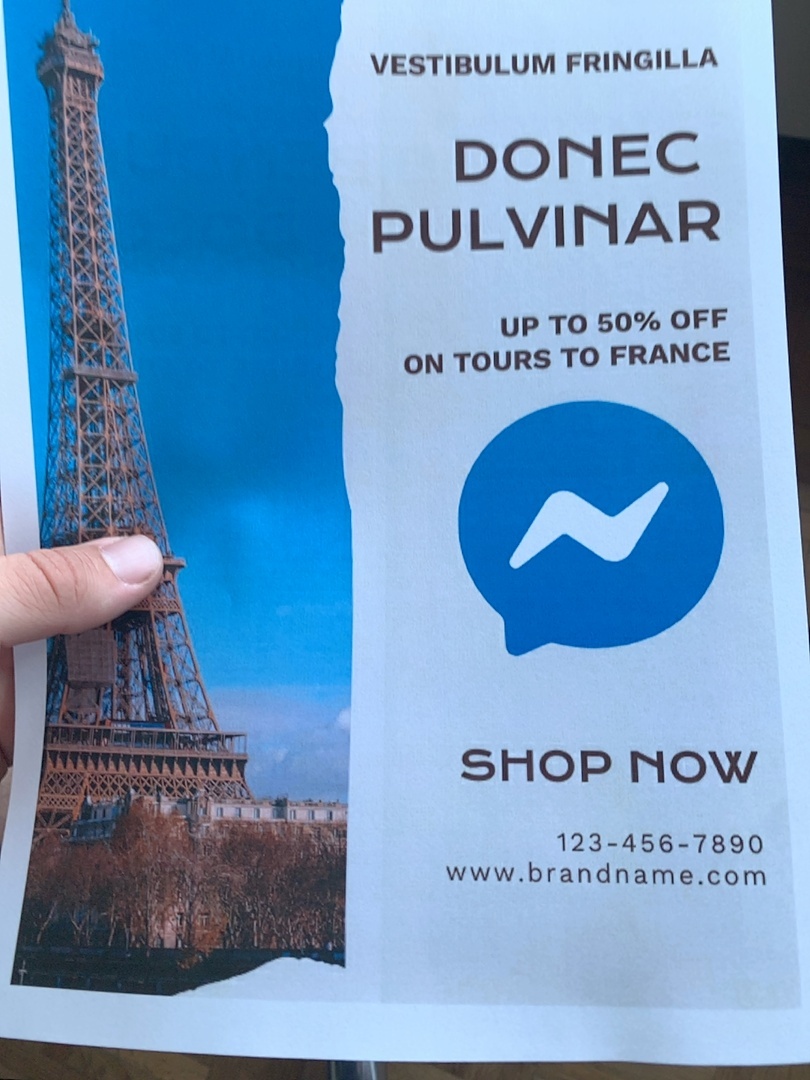 VESTIBULUM FRINGILLA
DONEC
PULVINAR
UP TO 50% OFF
ON TOURS TO FRANCE
SHOP NOW
123-456-7890
www.brandname.com